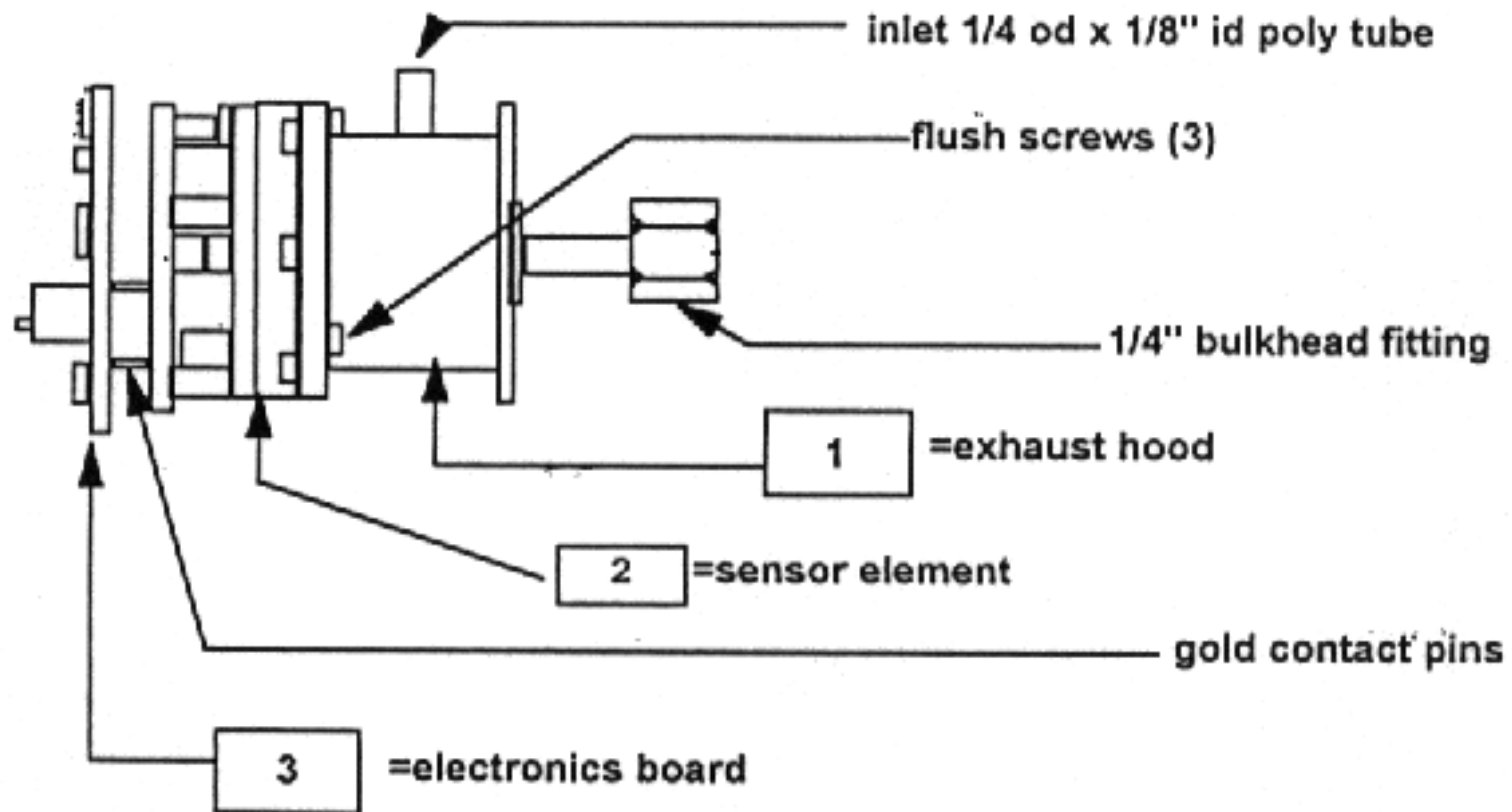 inlet 1/4 od x 1/8" id poly tube
flush screws (3)
1/4" bulkhead fitting
1 =exhaust hood
2 =sensor element
gold contact pins
3 =electronics board